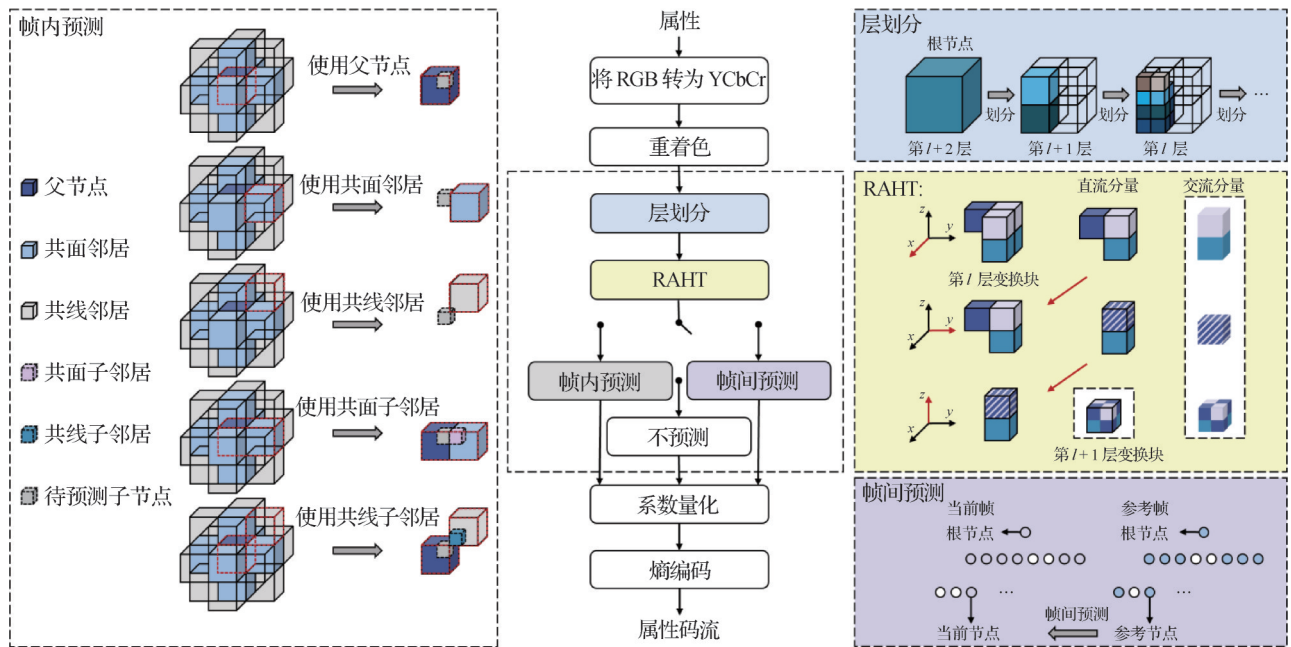 帧内预测
使用父节点
使用共面邻居
使用共线邻居
使用共面子邻居
使用共线子邻居
父节点
共面邻居
共线邻居
共面子邻居
共线子邻居
待预测子节点
属性
将 RGB 转为 YCbCr
重着色
层划分
RAHT
帧内预测
帧间预测
不预测
系数量化
熵编码
属性码流
层划分
根节点
划分
划分
划分
...
第 l+2 层
第 l+1 层
第 l 层
RAHT:
直流分量
交流分量
z
y
x
第 l 层变换块
z
y
x
z
y
x
第 l+1 层变换块
帧间预测
当前帧
参考帧
根节点
根节点
...
...
帧间预测
当前节点
参考节点